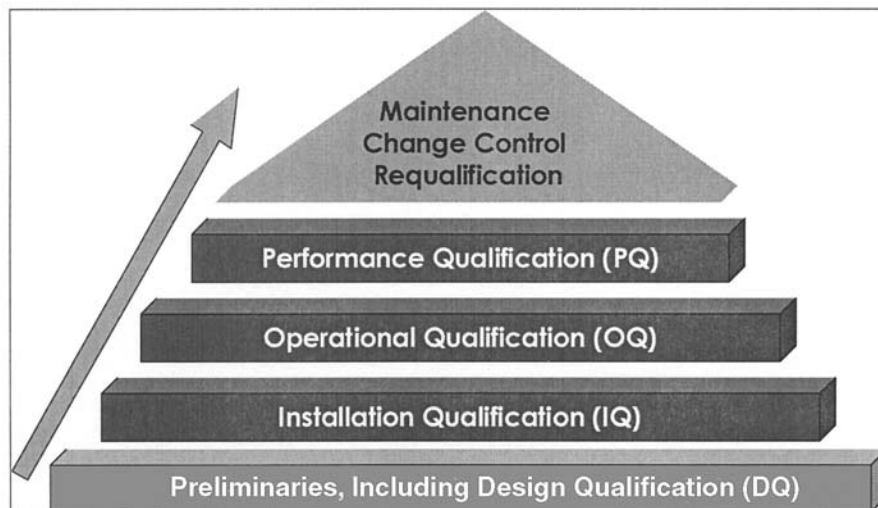 Maintenance
Change Control
Requalification
Performance Qualification (PQ)
Operational Qualification (OQ)
Installation Qualification (IQ)
Preliminaries, Including Design Qualification (DQ)